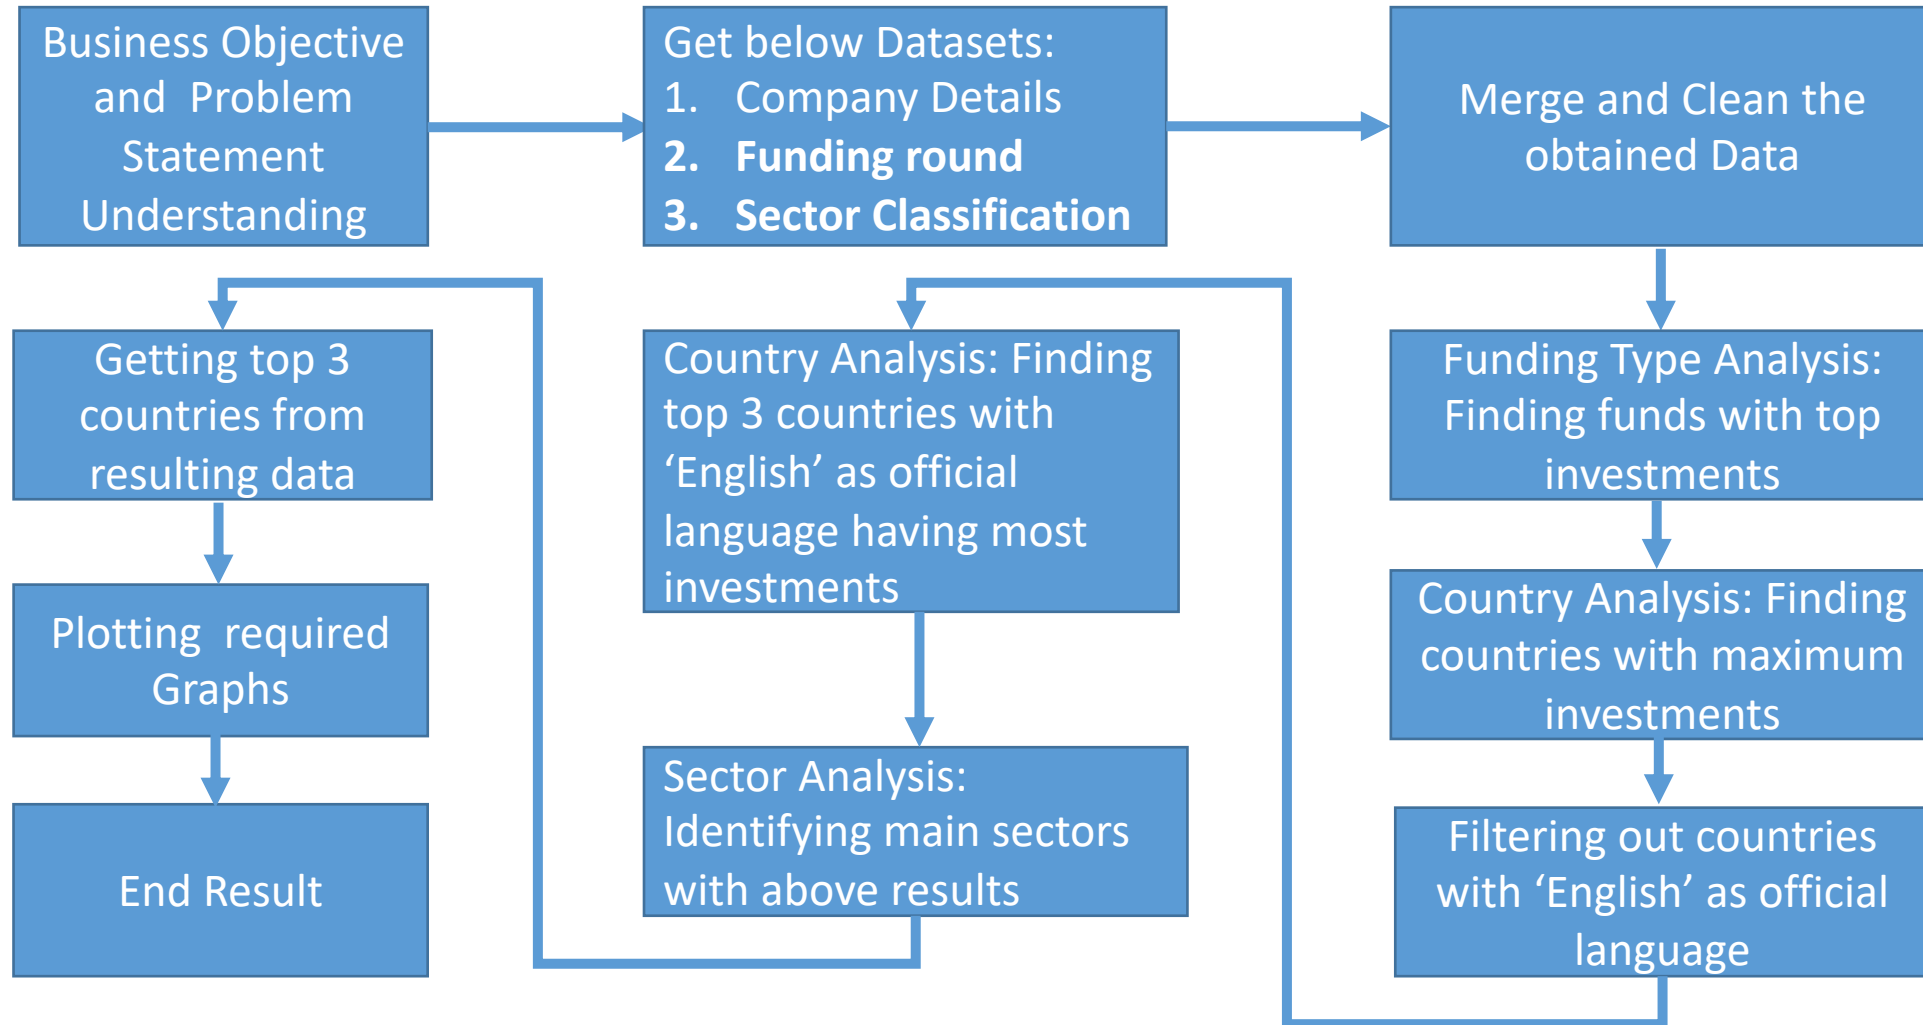 Business Objective
and Problem
Statement
Understanding
Get below Datasets:
1. Company Details
2. Funding round
3. Sector Classification
Merge and Clean the
obtained Data
Funding Type Analysis:
Finding funds with top
investments
Country Analysis: Finding
countries with maximum
investments
Filtering out countries
with ‘English’ as official
language
Country Analysis: Finding
top 3 countries with
‘English’ as official
language having most
investments
Sector Analysis:
Identifying main sectors
with above results
Getting top 3
countries from
resulting data
Plotting required
Graphs
End Result